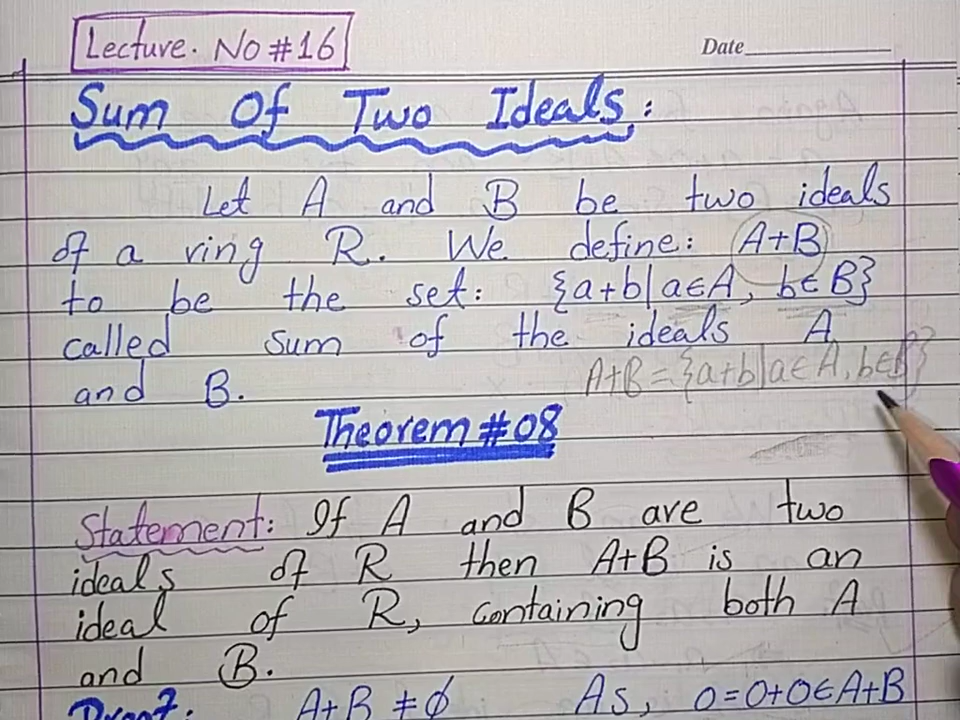 Lecture. No #16
Date
Sum Of Two Ideals:
Let A and B be two ideals
of a ring R. We define: A+B
to be the set: {a+b|a∈A, b∈B}
called sum of the ideals A
and B.
A+B = {a+b|a∈A, b∈B}
Theorem #08
Statement: If A and B are two
ideals of R then A+B is an
ideal of R, containing both A
and B.
Proof: A+B ≠ ∅ As, 0=0+0∈A+B